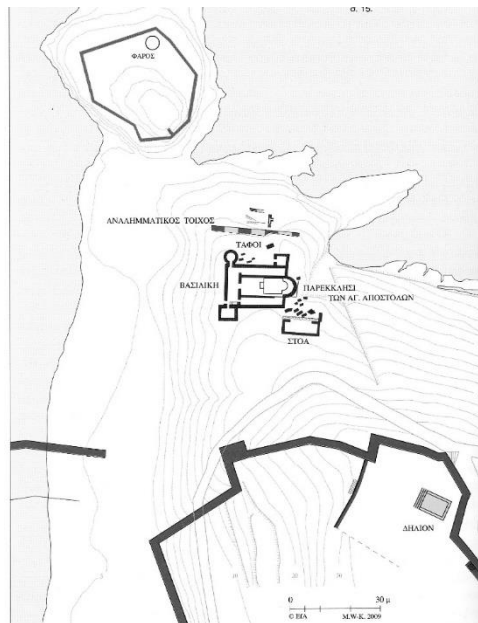 σ. 15.
ΦΑΡΟΣ
ΑΝΑΛΗΜΜΑΤΙΚΟΣ ΤΟΙΧΟΣ
ΤΑΦΟΙ
ΒΑΣΙΛΙΚΗ
ΠΑΡΕΚΚΛΗΣΙ
ΤΩΝ ΑΓ. ΑΠΟΣΤΟΛΩΝ
ΣΤΟΑ
ΔΗΛΙΟΝ
0 30 μ
© ΕΙΑ M.W-K. 2009